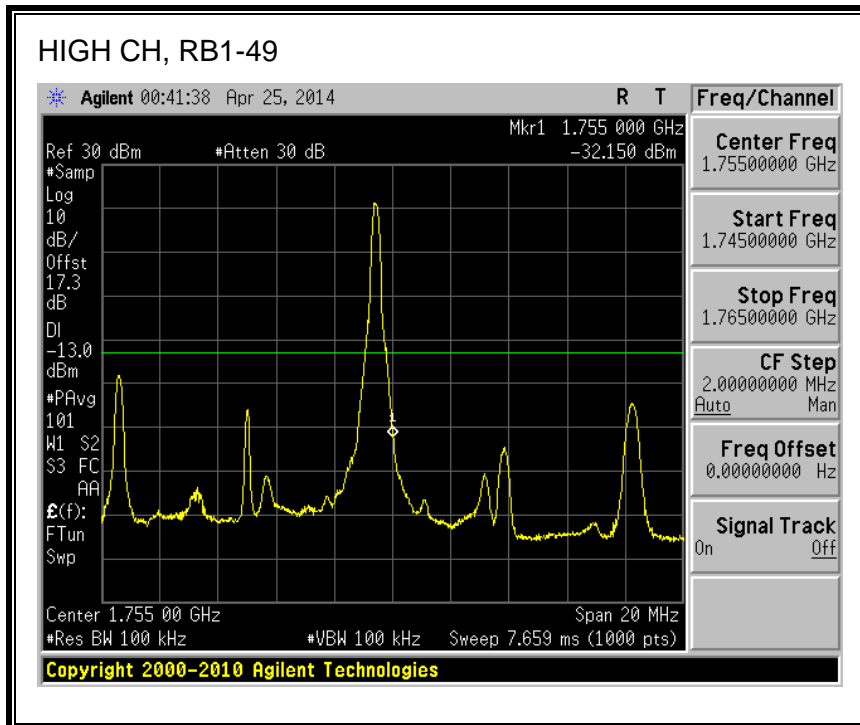 HIGH CH, RB1-49
Agilent 00:41:38 Apr 25, 2014 R T
Mkr1 1.755 000 GHz
Ref 30 dBm #Atten 30 dB -32.150 dBm
#Samp
Log
10
dB/
Offst
17.3
dB
DI
-13.0
dBm
#PAvg
101
W1 S2
S3 FC
AA
£(f):
FTun
Swp
1
Center 1.755 00 GHz Span 20 MHz
#Res BW 100 kHz #VBW 100 kHz Sweep 7.659 ms (1000 pts)
Copyright 2000-2010 Agilent Technologies
Freq/Channel
Center Freq
1.75500000 GHz
Start Freq
1.74500000 GHz
Stop Freq
1.76500000 GHz
CF Step
2.00000000 MHz
Auto Man
Freq Offset
0.00000000 Hz
Signal Track
On Off